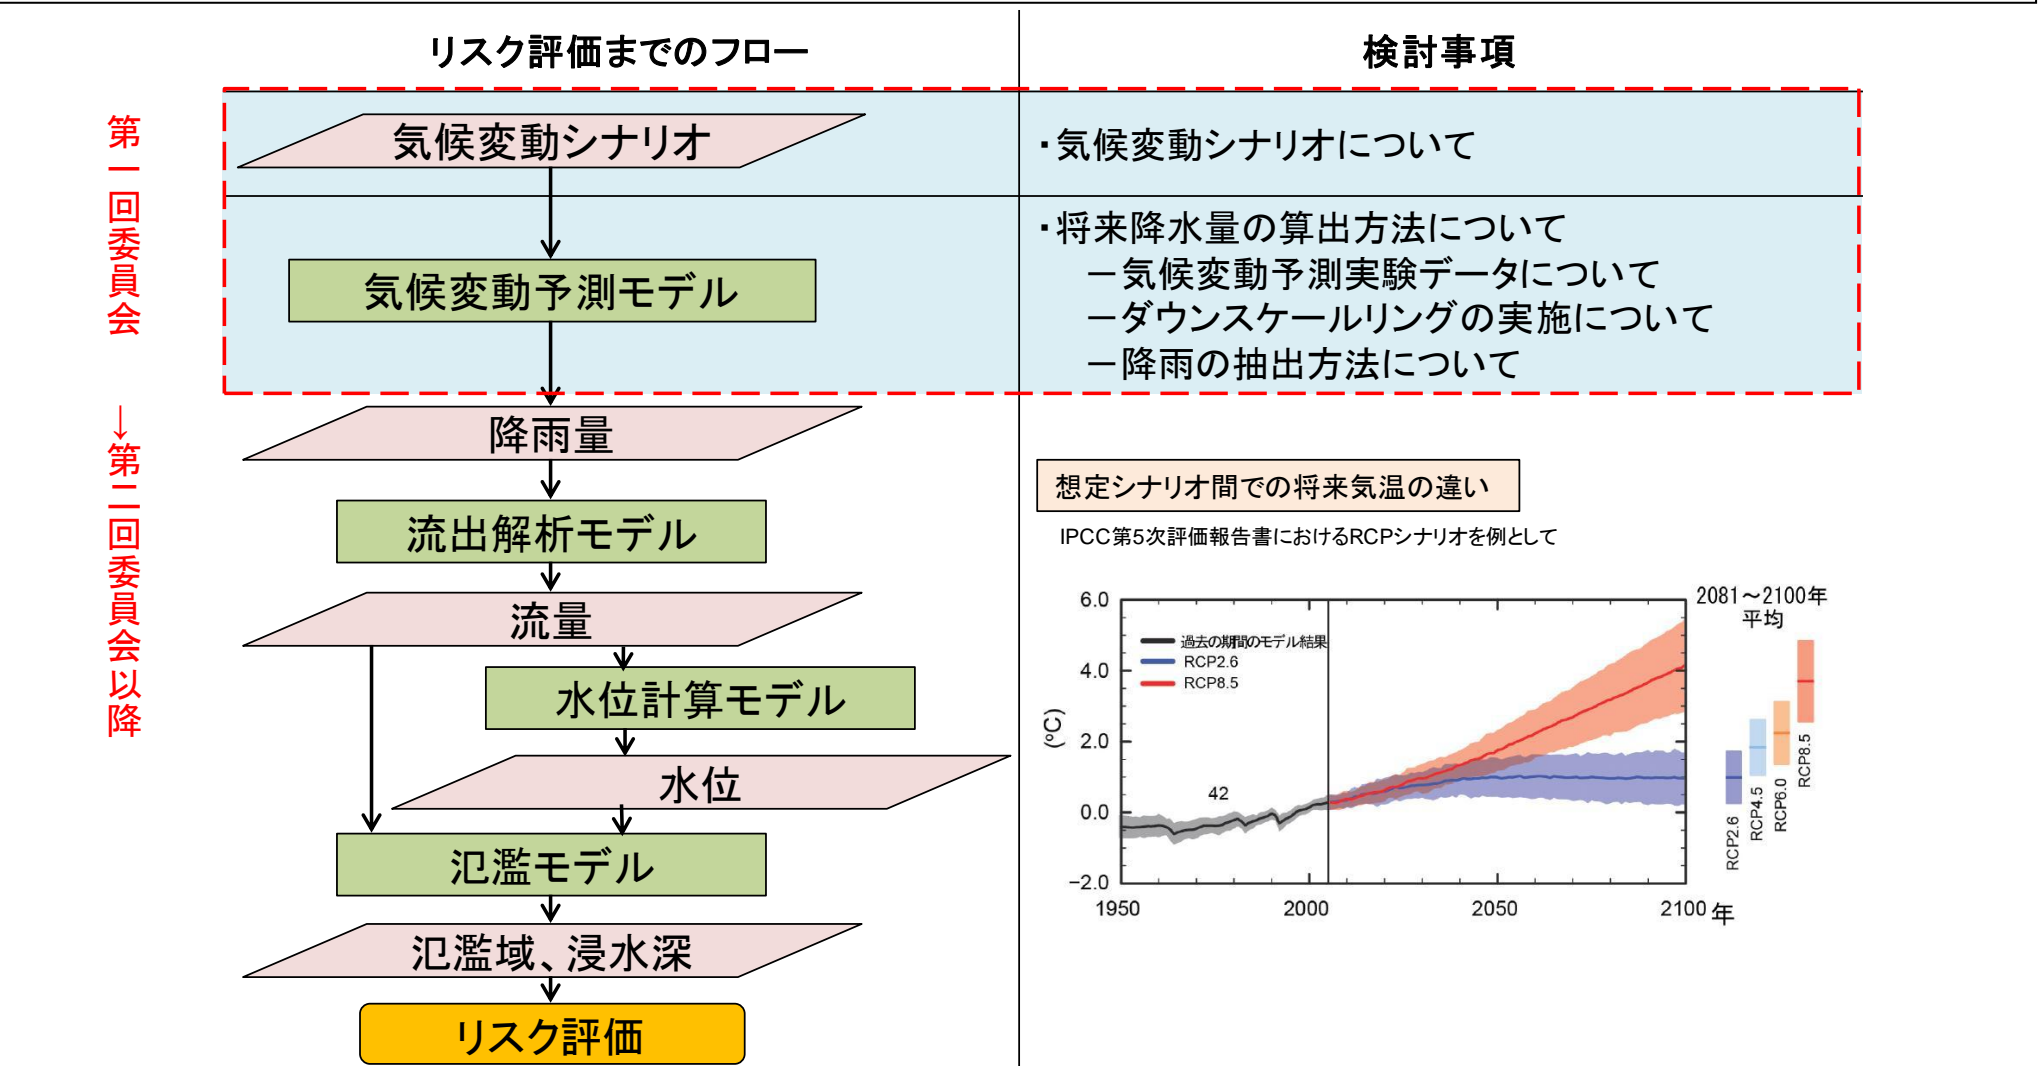 リスク評価までのフロー
検討事項
第一回委員会
→第二回委員会以降
気候変動シナリオ
・気候変動シナリオについて
気候変動予測モデル
・将来降水量の算出方法について
－気候変動予測実験データについて
－ダウンスケールリングの実施について
－降雨の抽出方法について
降雨量
流出解析モデル
流量
水位計算モデル
水位
氾濫モデル
氾濫域、浸水深
リスク評価
想定シナリオ間での将来気温の違い
IPCC第5次評価報告書におけるRCPシナリオを例として
2081～2100年
平均
6.0
4.0
2.0
0.0
−2.0
(°C)
過去の期間のモデル結果
RCP2.6
RCP8.5
42
1950
2000
2050
2100
年
RCP2.6
RCP4.5
RCP6.0
RCP8.5